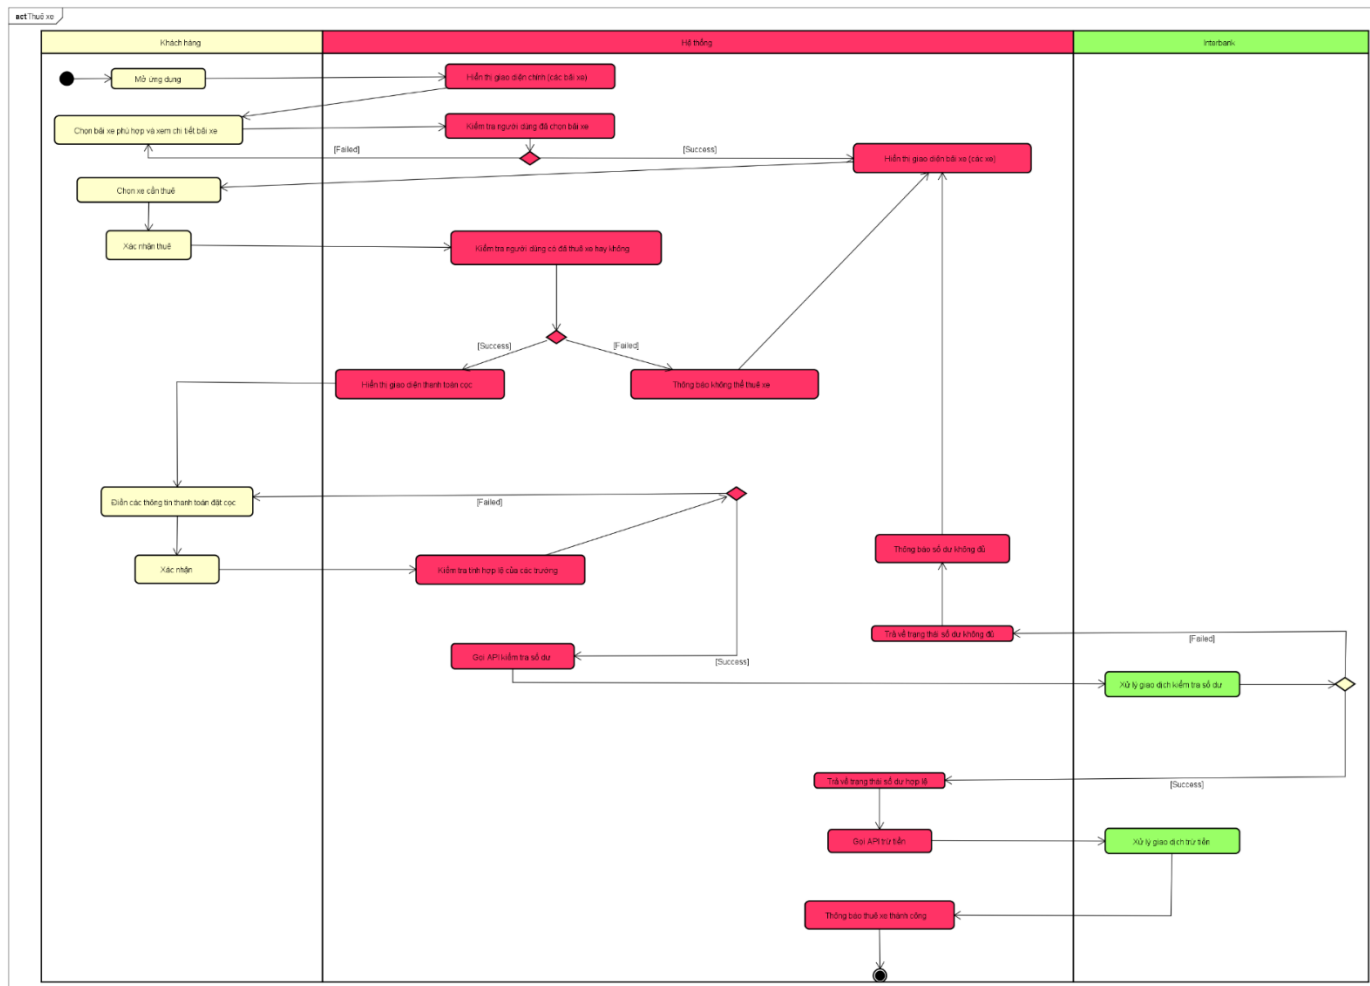 act Thuê xe
Khách hàng
Hệ thống
Interbank
Mở ứng dụng
Hiển thị giao diện chính (các bãi xe)
Chọn bãi xe phù hợp và xem chi tiết bãi xe
Kiểm tra người dùng đã chọn bãi xe
[Failed]
[Success]
Hiển thị giao diện bãi xe (các xe)
Chọn xe cần thuê
Xác nhận thuê
Kiểm tra người dùng có đã thuê xe hay không
[Success]
[Failed]
Hiển thị giao diện thanh toán cọc
Thông báo không thể thuê xe
Điền các thông tin thanh toán đặt cọc
[Failed]
Thông báo số dư không đủ
Xác nhận
Kiểm tra tính hợp lệ của các trường
Trả về trạng thái số dư không đủ
[Failed]
Gọi API kiểm tra số dư
[Success]
Xử lý giao dịch kiểm tra số dư
Trả về trạng thái số dư hợp lệ
[Success]
Gọi API trừ tiền
Xử lý giao dịch trừ tiền
Thông báo thuê xe thành công